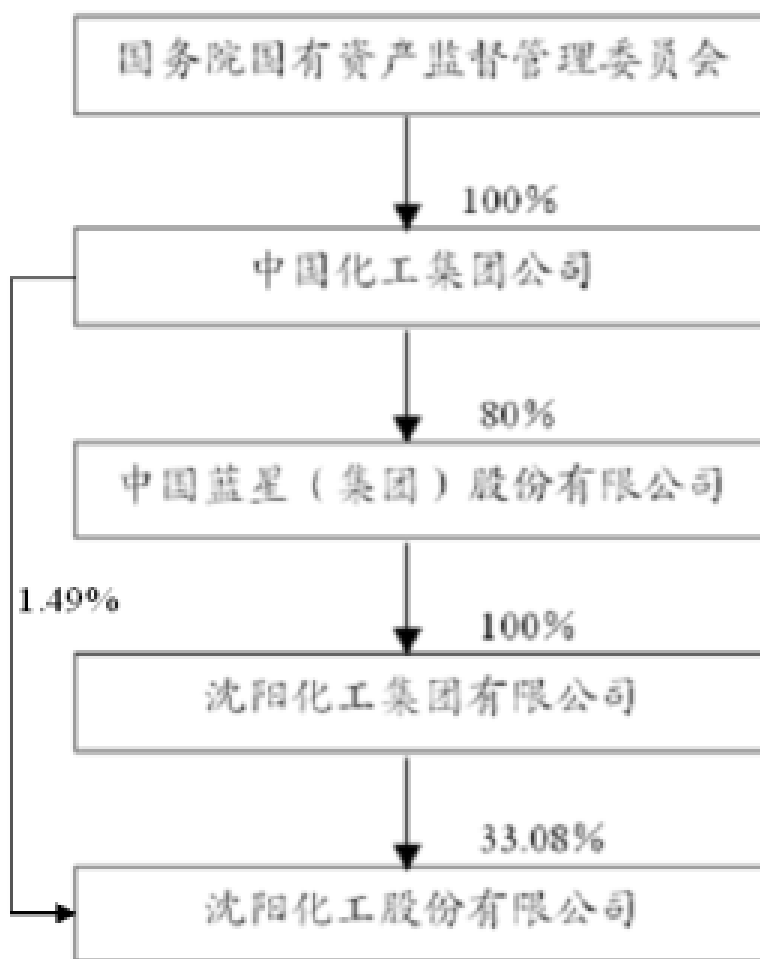 国务院国有资产监督管理委员会
100%
中国化工集团公司
80%
中国蓝星（集团）股份有限公司
1.49%
100%
沈阳化工集团有限公司
33.08%
沈阳化工股份有限公司